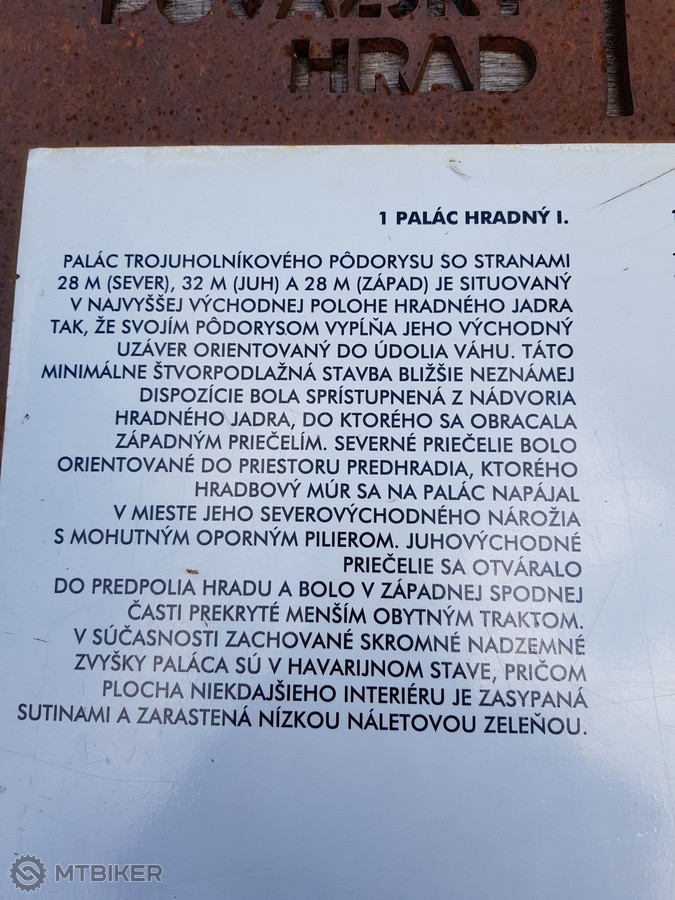 POVAŽSKÝ
HRAD
1 PALÁC HRADNÝ I.
PALÁC TROJUHOLNÍKOVÉHO PÔDORYSU SO STRANAMI
28 M (SEVER), 32 M (JUH) A 28 M (ZÁPAD) JE SITUOVANÝ
V NAJVYŠŠEJ VÝCHODNEJ POLOHE HRADNÉHO JADRA
TAK, ŽE SVOJÍM PÔDORYSOM VYPĹŇA JEHO VÝCHODNÝ
UZÁVER ORIENTOVANÝ DO ÚDOLIA VÁHU. TÁTO
MINIMÁLNE ŠTVORPODLAŽNÁ STAVBA BLIŽŠIE NEZNÁMEJ
DISPOZÍCIE BOLA SPRÍSTUPNENÁ Z NÁDVORIA
HRADNÉHO JADRA, DO KTORÉHO SA OBRACALA
ZÁPADNÝM PRIEČELÍM. SEVERNÉ PRIEČELIE BOLO
ORIENTOVANÉ DO PRIESTORU PREDHRADIA, KTORÉHO
HRADBOVÝ MÚR SA NA PALÁC NAPÁJAL
V MIESTE JEHO SEVEROVÝCHODNÉHO NÁROŽIA
S MOHUTNÝM OPORNÝM PILIEROM. JUHOVÝCHODNÉ
PRIEČELIE SA OTVÁRALO
DO PREDPOLIA HRADU A BOLO V ZÁPADNEJ SPODNEJ
ČASTI PREKRYTÉ MENŠÍM OBYTNÝM TRAKTOM.
V SÚČASNOSTI ZACHOVANÉ SKROMNÉ NADZEMNÉ
ZVYŠKY PALÁCA SÚ V HAVARIJNOM STAVE, PRIČOM
PLOCHA NIEKDAJŠIEHO INTERIÉRU JE ZASYPANÁ
SUTINAMI A ZARASTENÁ NÍZKOU NÁLETOVOU ZELEŇOU.
MTBIKER